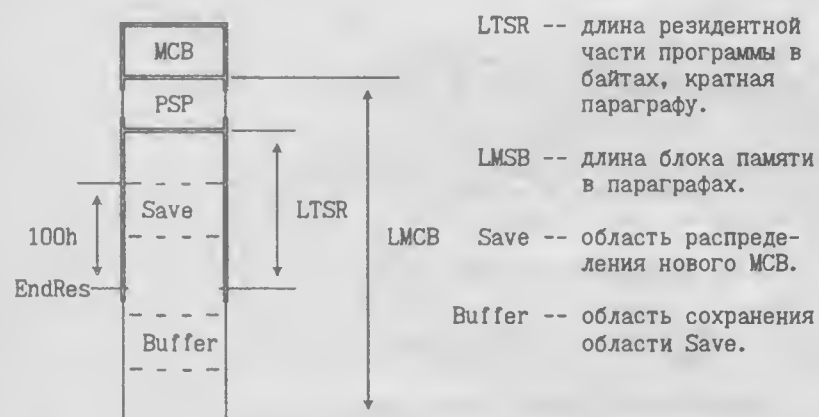 MCB
PSP
Save
100h
EndRes
Buffer
LTSR
LMCB
LTSR -- длина резидентной
части программы в
байтах, кратная
параграфу.
LMSB -- длина блока памяти
в параграфах.
Save -- область распреде-
ления нового MCB.
Buffer -- область сохранения
области Save.